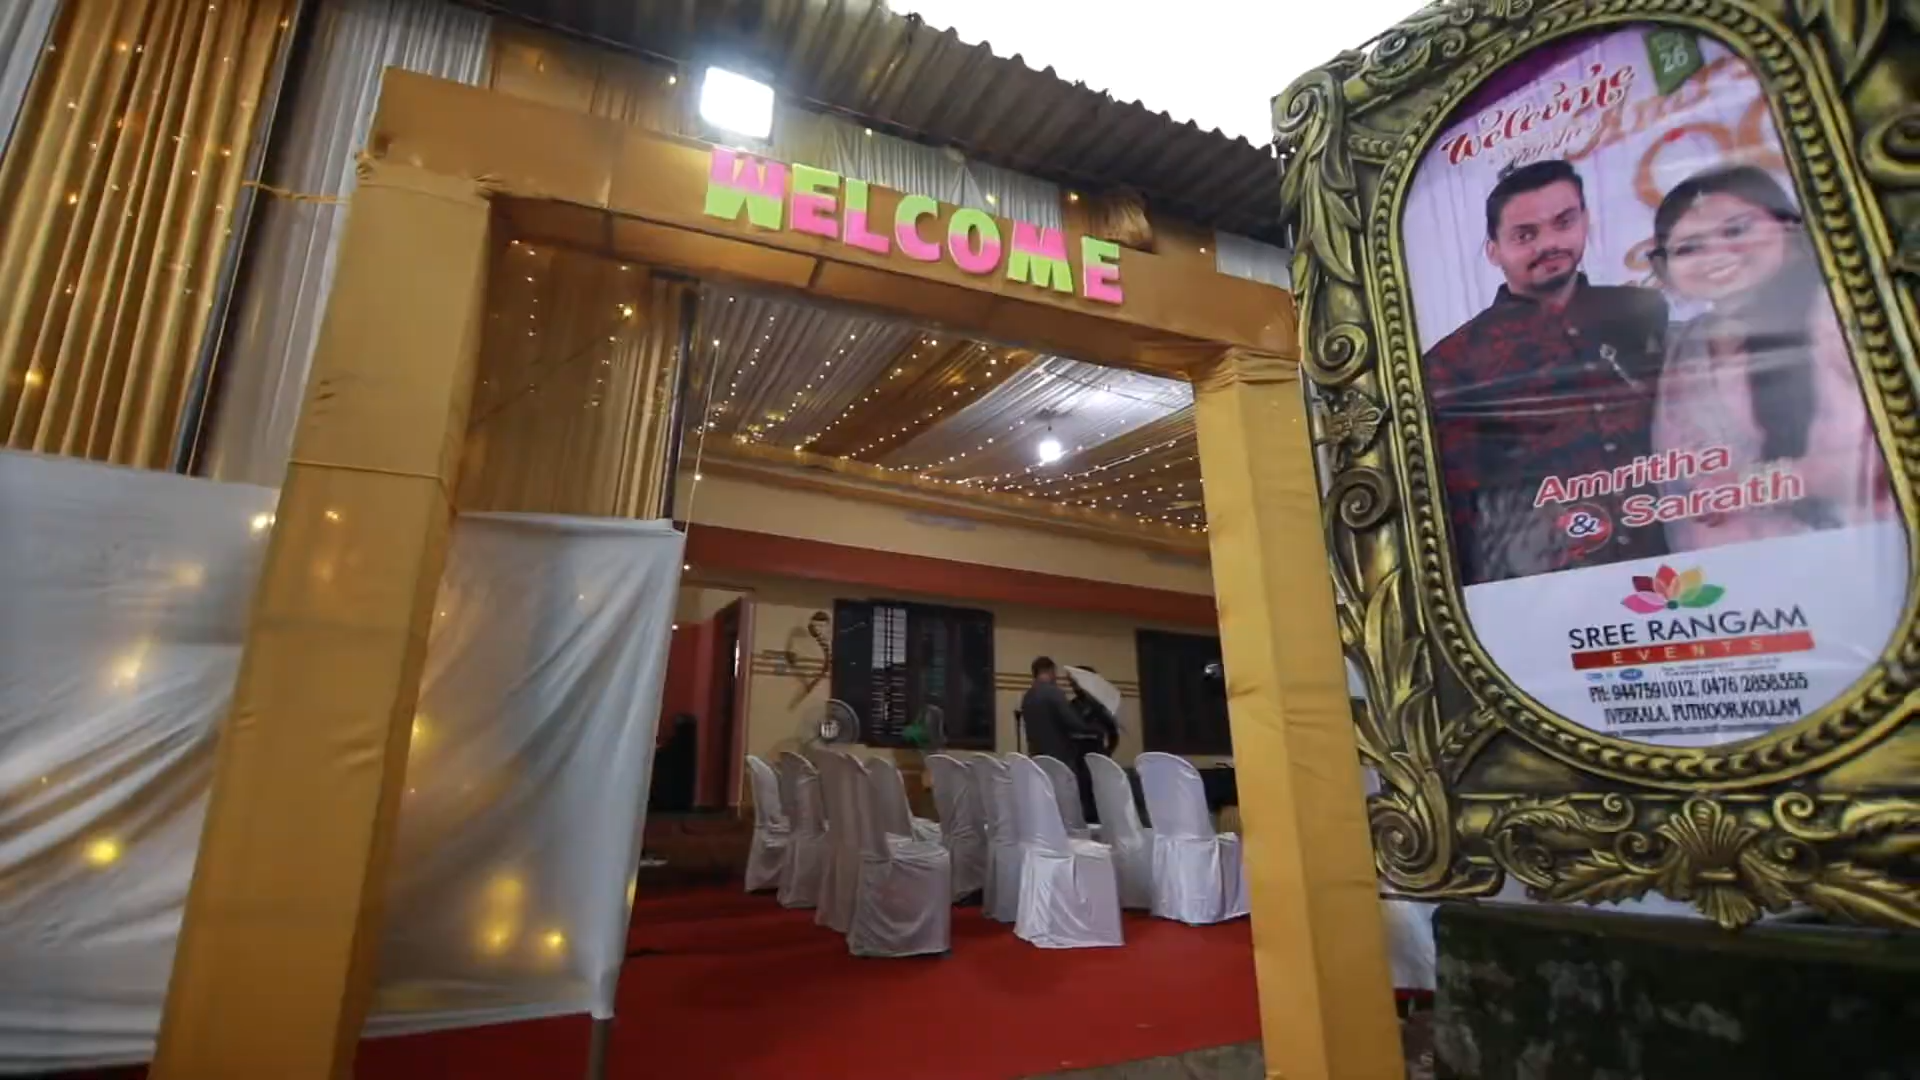 WELCOME
26
Welcome
Amritha
& Sarath
SREE RANGAM
EVENTS
PH: 9447591012, 0476 2858355
IVERKALA, PUTHOOR, KOLLAM